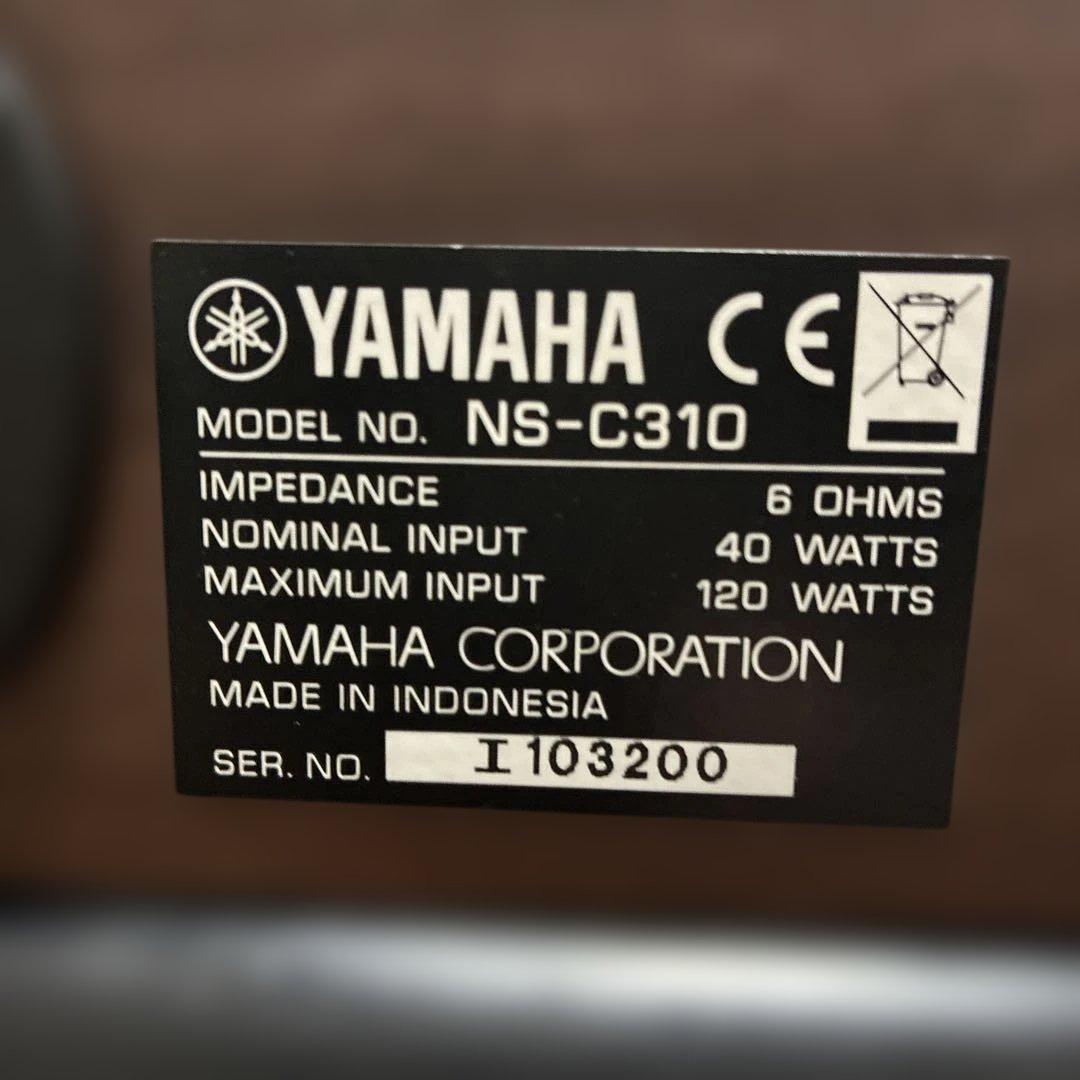 YAMAHA CE
MODEL NO. NS-C310
IMPEDANCE 6 OHMS
NOMINAL INPUT 40 WATTS
MAXIMUM INPUT 120 WATTS
YAMAHA CORPORATION
MADE IN INDONESIA
SER. NO. I103200